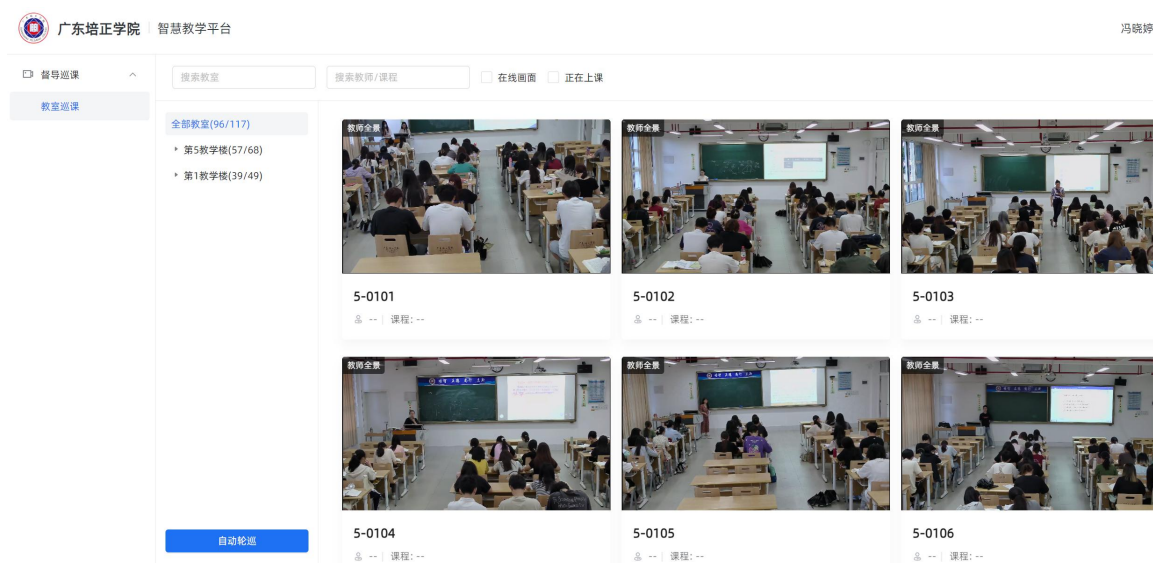 广东培正学院 智慧教学平台
冯晓婷
督导巡课
教室巡课
搜索教室 搜索教师/课程 在线画面 正在上课
全部教室(96/117)
第5教学楼(57/68)
第1教学楼(39/49)
自动轮巡
教师全景 教师全景 教师全景
5-0101 5-0102 5-0103
-- 课程: -- -- 课程: -- -- 课程: --
教师全景 教师全景 教师全景
5-0104 5-0105 5-0106
-- 课程: -- -- 课程: -- -- 课程: --